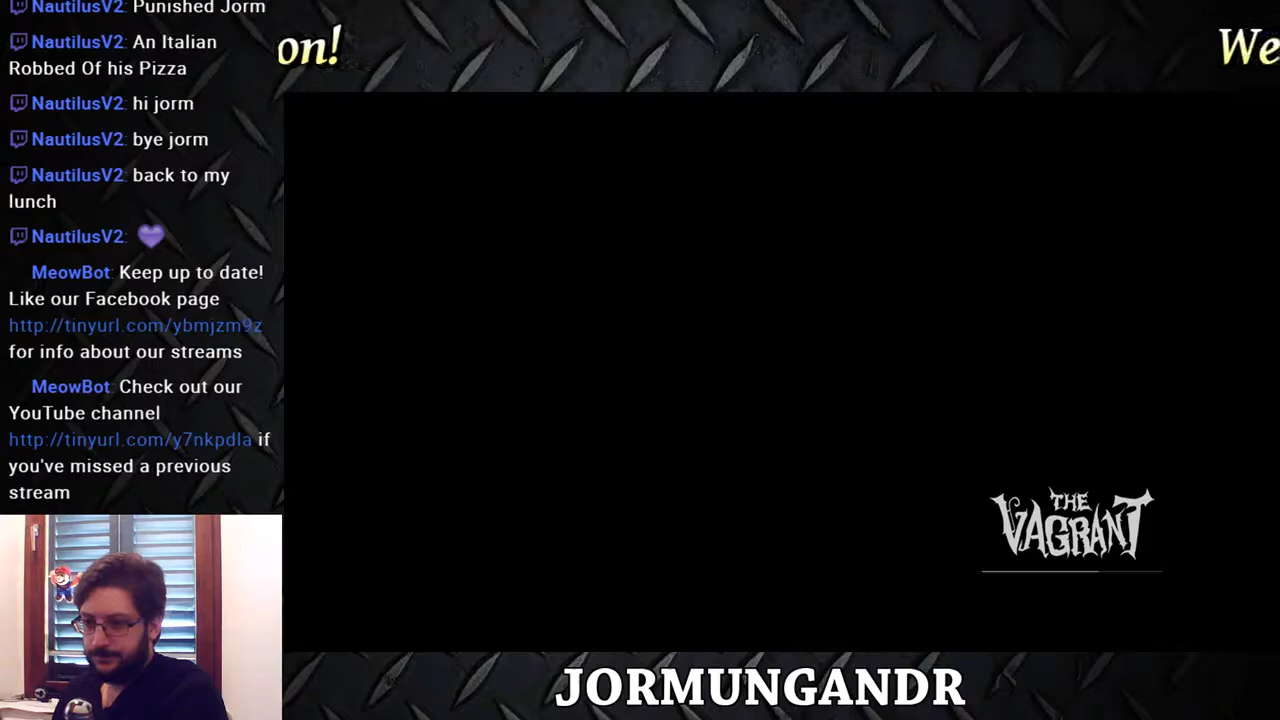 NautilusV2: Punished Jorm
NautilusV2: An Italian
Robbed Of his Pizza
NautilusV2: hi jorm
NautilusV2: bye jorm
NautilusV2: back to my
lunch
NautilusV2:
MeowBot: Keep up to date!
Like our Facebook page
http://tinyurl.com/ybmjzm9z
for info about our streams
MeowBot: Check out our
YouTube channel
http://tinyurl.com/y7nkpdla if
you've missed a previous
stream
on!
We
THE
VAGRANT
JORMUNGANDR